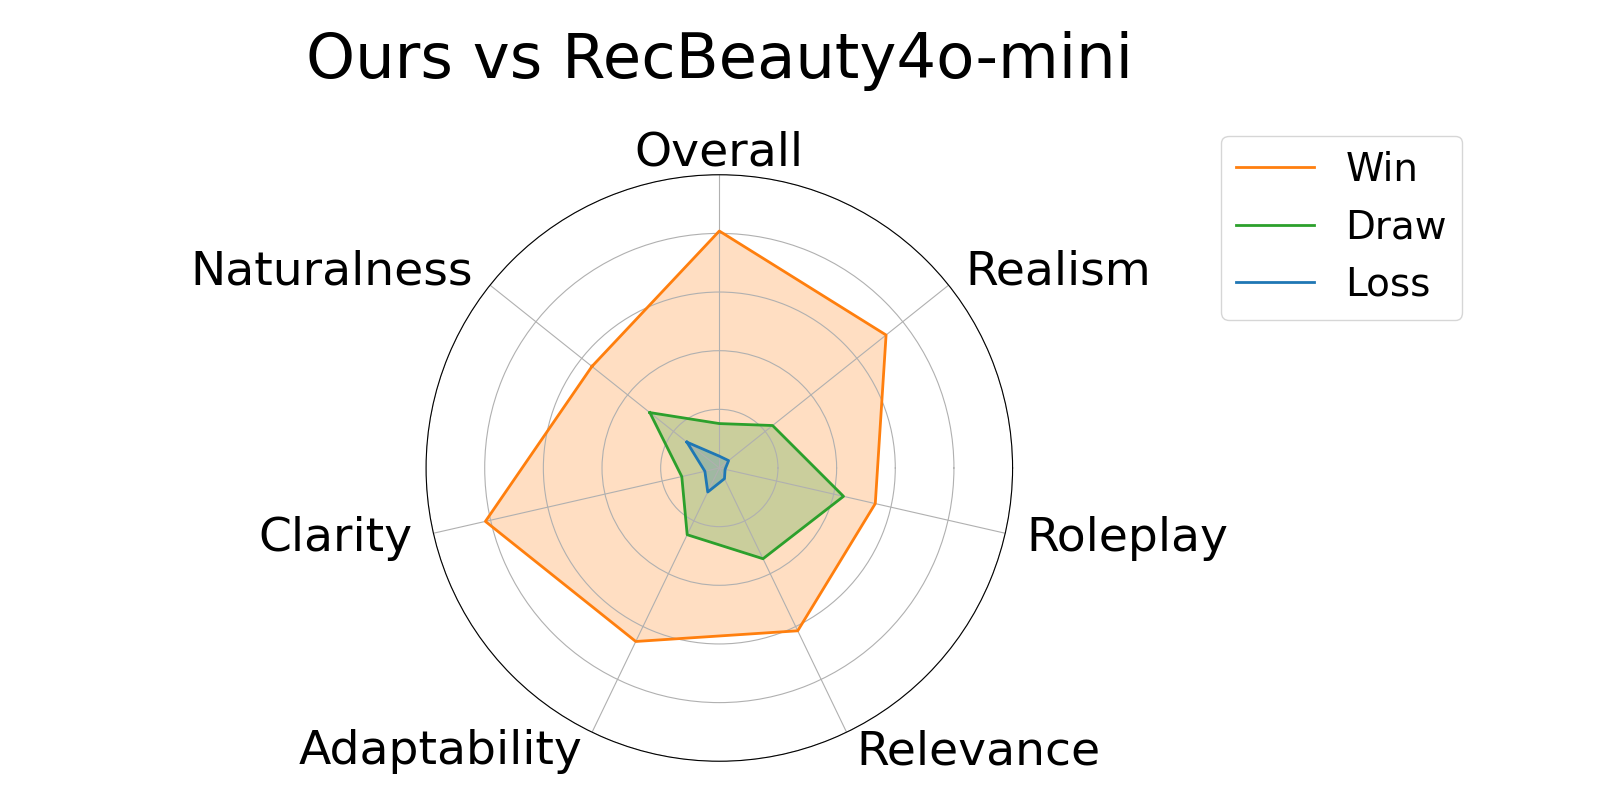 Ours vs RecBeauty4o-mini
Overall
Win
Draw
Loss
Naturalness
Realism
Clarity
Roleplay
Adaptability
Relevance